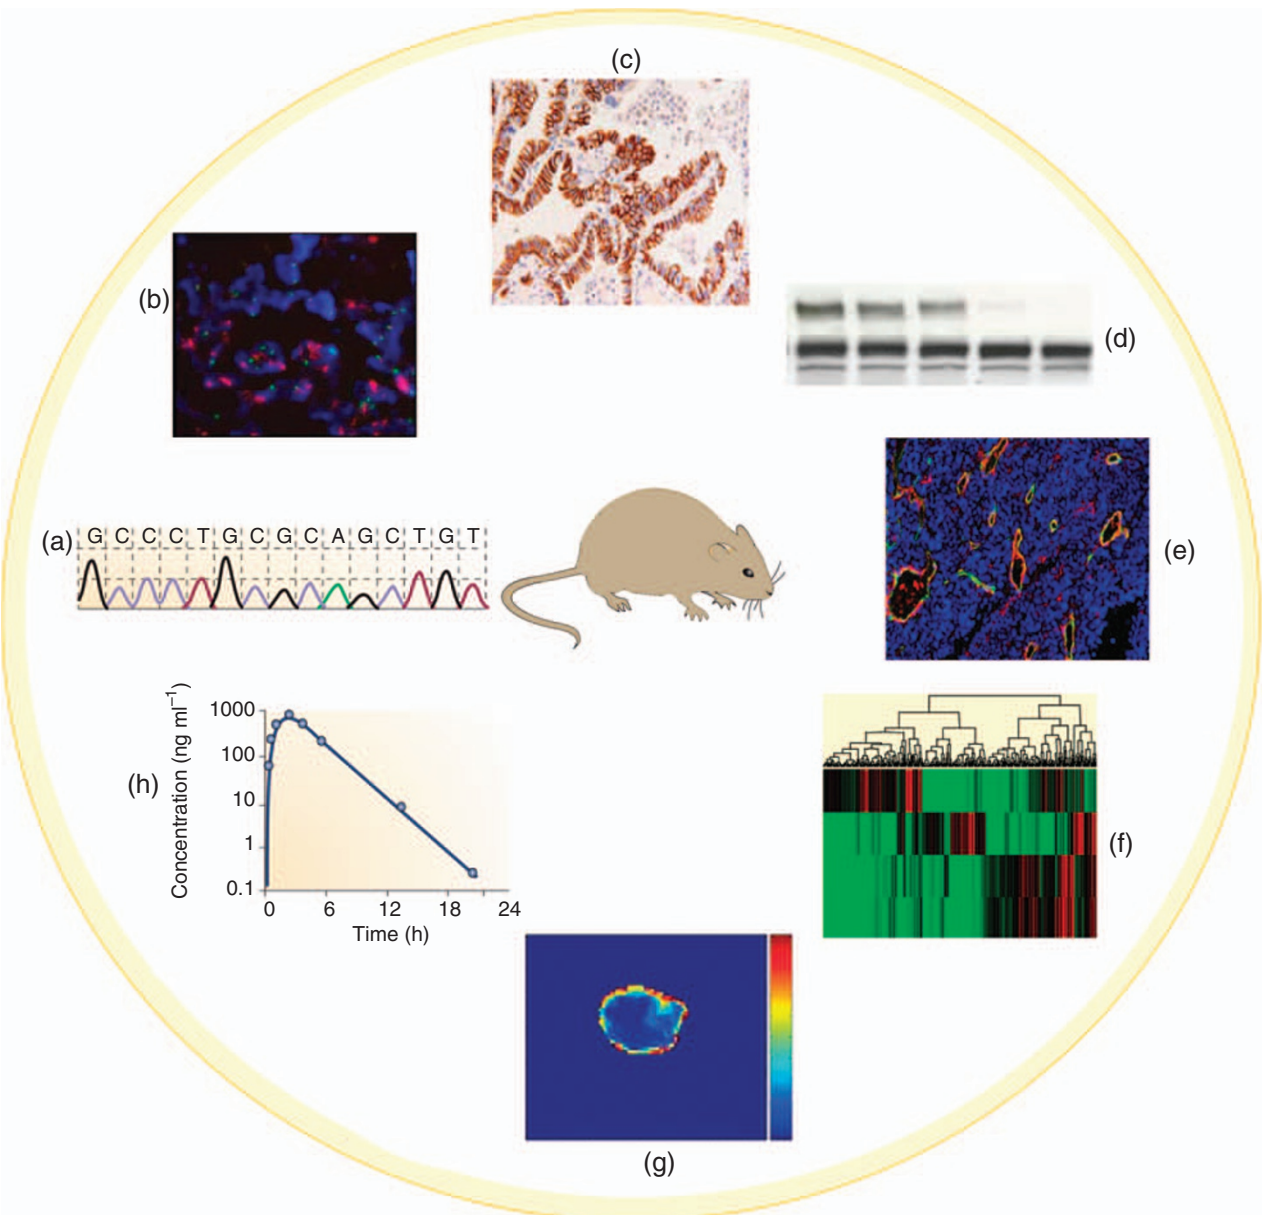 (c)
(b)
(d)
(a)
G C C C T G C G C A G C T G T
(e)
(h)
Concentration (ng ml⁻¹)
1000
100
10
1
0.1
0 6 12 18 24
Time (h)
(f)
(g)